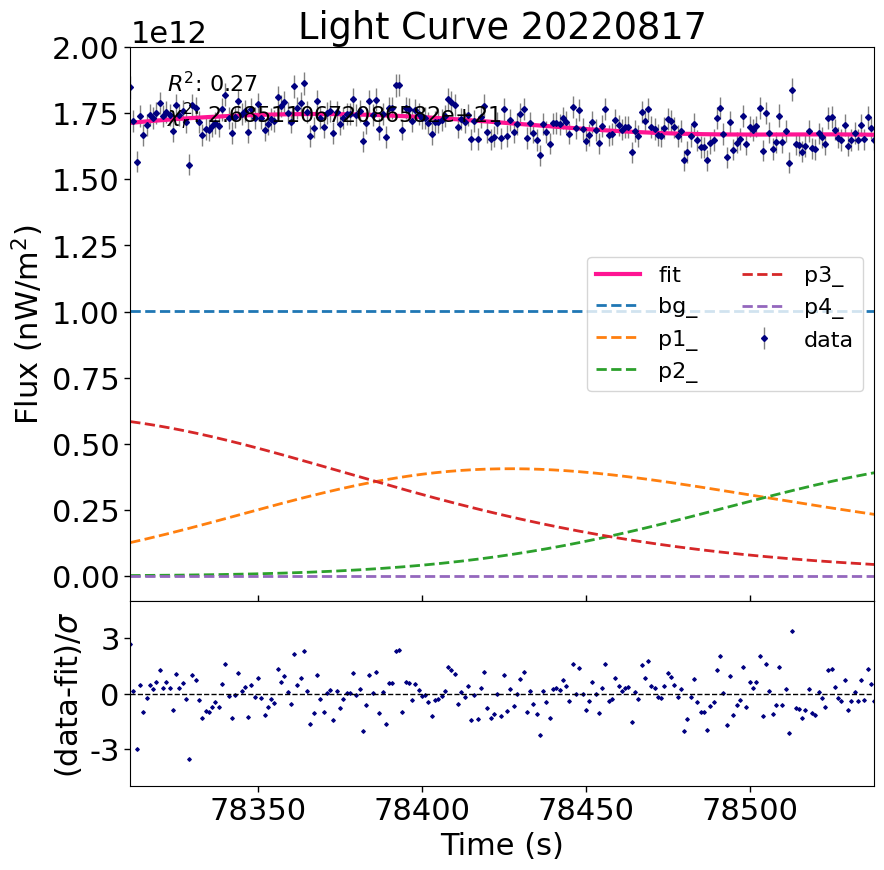 Light Curve 20220817
1e12
2.00
R²: 0.27
1.75
1.50
1.25
1.00
0.75
0.50
0.25
0.00
Flux (nW/m²)
fit
bg_
p1_
p2_
p3_
p4_
data
3
0
-3
(data-fit)/σ
78350 78400 78450 78500
Time (s)